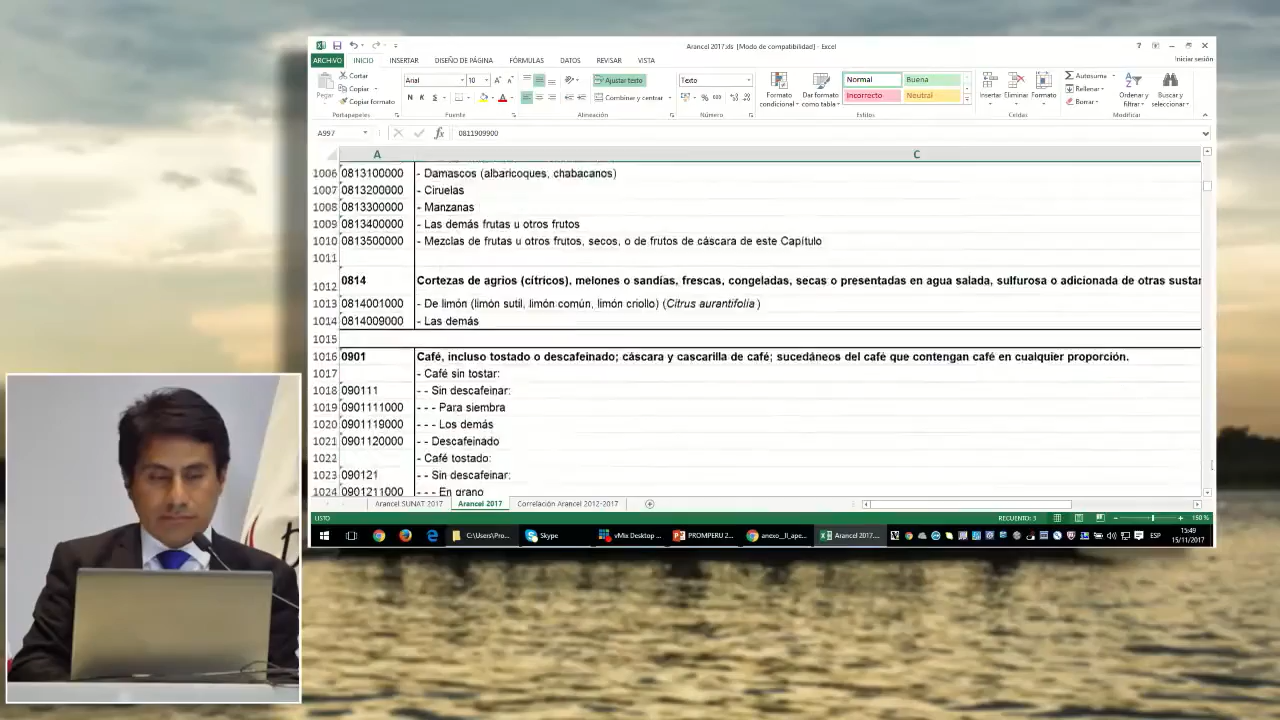 Arancel 2017.xls [Modo de compatibilidad] - Excel
ARCHIVO INICIO INSERTAR DISEÑO DE PÁGINA FÓRMULAS DATOS REVISAR VISTA Iniciar sesión
Pegar Cortar Copiar Copiar formato Portapapeles
Arial 10 N K S Fuente
Ajustar texto Combinar y centrar Alineación
Texto % 000 Número
Formato condicional Dar formato como tabla Normal Buena Incorrecto Neutral Estilos
Insertar Eliminar Formato Celdas
Autosuma Rellenar Borrar Ordenar y filtrar Buscar y seleccionar Modificar
A997 fx 0811909900
A C
1006 0813100000 - Damascos (albaricoques, chabacanos)
1007 0813200000 - Ciruelas
1008 0813300000 - Manzanas
1009 0813400000 - Las demás frutas u otros frutos
1010 0813500000 - Mezclas de frutas u otros frutos, secos, o de frutos de cáscara de este Capítulo
1011
1012 0814 Cortezas de agrios (cítricos), melones o sandías, frescas, congeladas, secas o presentadas en agua salada, sulfurosa o adicionada de otras sustan
1013 0814001000 - De limón (limón sutil, limón común, limón criollo) (Citrus aurantifolia )
1014 0814009000 - Las demás
1015
1016 0901 Café, incluso tostado o descafeinado; cáscara y cascarilla de café; sucedáneos del café que contengan café en cualquier proporción.
1017 - Café sin tostar:
1018 090111 - - Sin descafeinar:
1019 0901111000 - - - Para siembra
1020 0901119000 - - - Los demás
1021 0901120000 - - Descafeinado
1022 - Café tostado:
1023 090121 - - Sin descafeinar:
1024 0901211000 - - - En grano
Arancel SUNAT 2017 Arancel 2017 Correlación Arancel 2012-2017
LISTO RECUENTO: 3 150 %
C:\Users\Pro... Skype vMix Desktop ... PROMPERU 2... anexo_II_ape... Arancel 2017.... ESP 15:49
15/11/2017